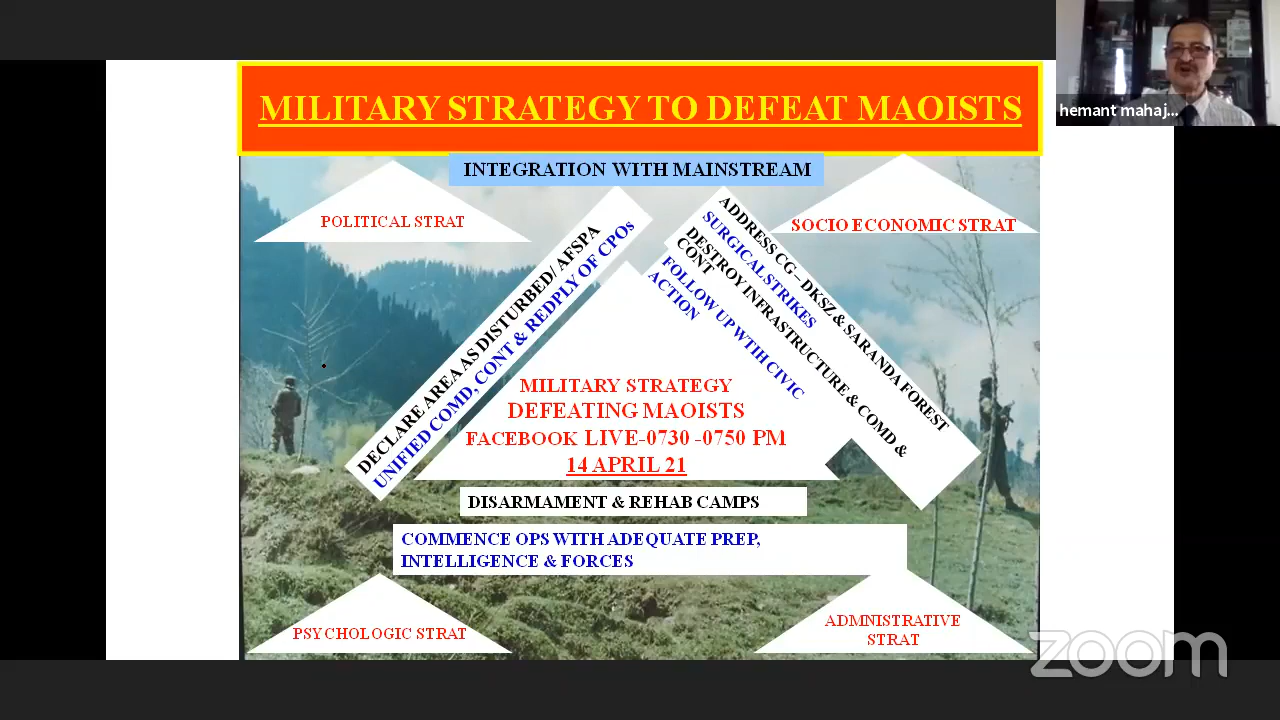 MILITARY STRATEGY TO DEFEAT MAOISTS
hemant mahaj...
INTEGRATION WITH MAINSTREAM
POLITICAL STRAT
SOCIO ECONOMIC STRAT
DECLARE AREA AS DISTURBED/ AFSPA
UNIFIED COMD, CONT & REDPLY OF CPOs
ADDRESS CG – DKSZ & SARANDA FOREST
SURGICAL STRIKES
DESTROY INFRASTRUCTURE & COMD &
CONT
FOLLOW UP WTIH CIVIC
ACTION
MILITARY STRATEGY
DEFEATING MAOISTS
FACEBOOK LIVE-0730 -0750 PM
14 APRIL 21
DISARMAMENT & REHAB CAMPS
COMMENCE OPS WITH ADEQUATE PREP,
INTELLIGENCE & FORCES
PSYCHOLOGIC STRAT
ADMNISTRATIVE
STRAT
zoom